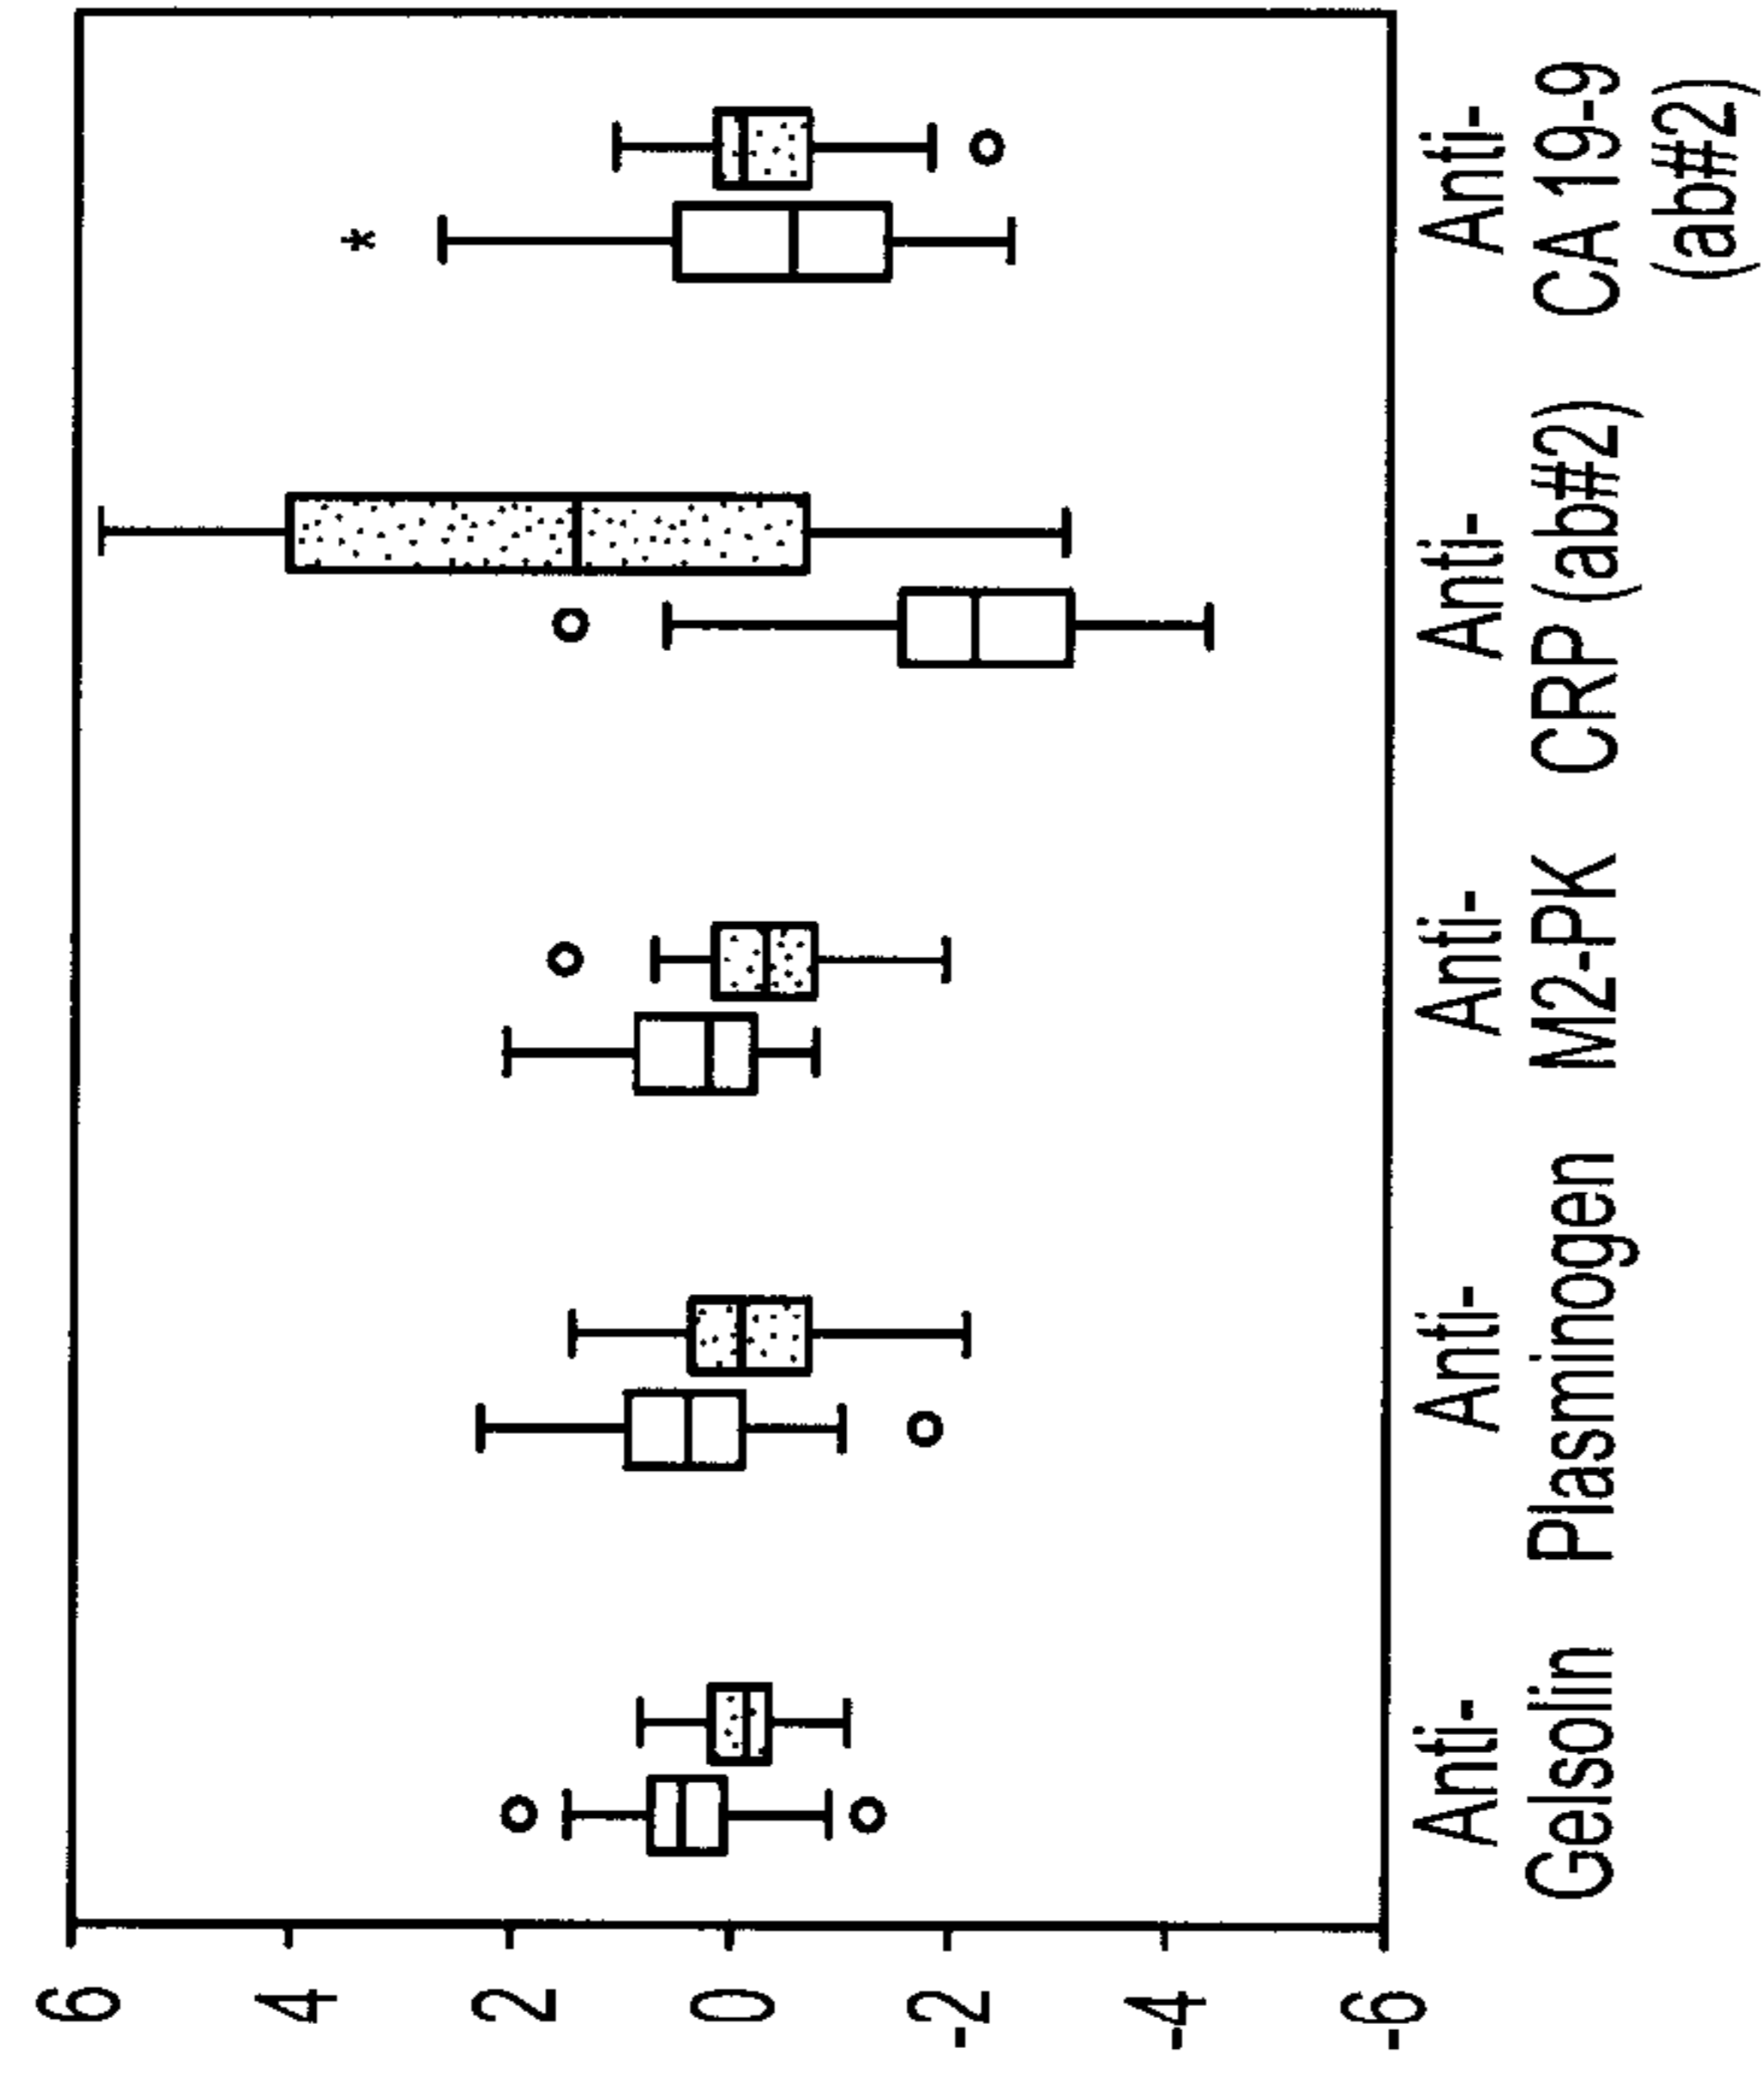 6
4
2
0
-2
-4
-6
Anti-
Gelsolin
Anti-
Plasminogen
Anti-
M2-PK
Anti-
CRP (ab#2)
Anti-
CA 19-9
(ab#2)